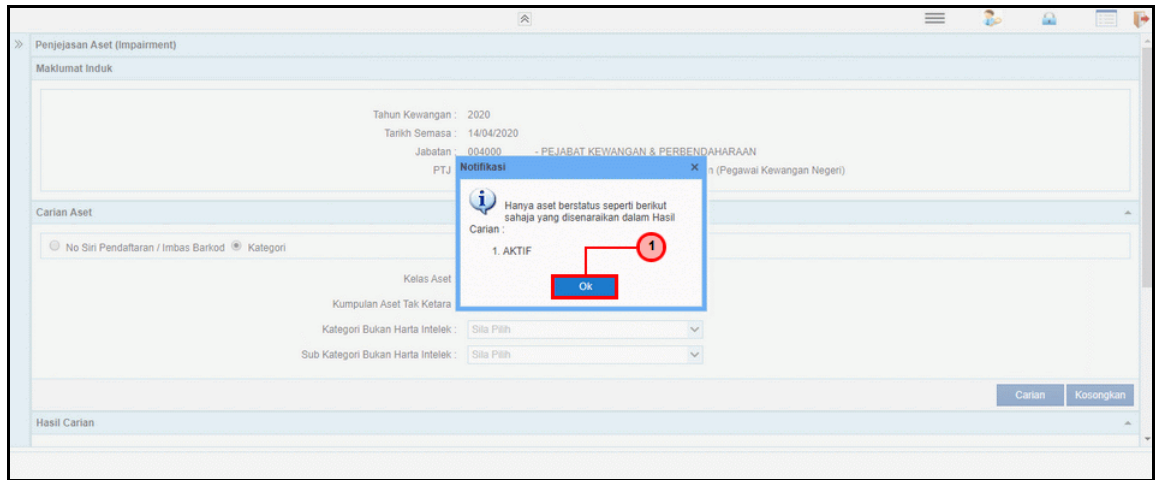 Penjejasan Aset (Impairment)
Maklumat Induk
Tahun Kewangan : 2020
Tarikh Semasa : 14/04/2020
Jabatan : 004000 - PEJABAT KEWANGAN & PERBENDAHARAAN
PTJ n (Pegawai Kewangan Negeri)
Notifikasi ×
Hanya aset berstatus seperti berikut
sahaja yang disenaraikan dalam Hasil
Carian :
1. AKTIF
1
Ok
Carian Aset
No Siri Pendaftaran / Imbas Barkod Kategori
Kelas Aset
Kumpulan Aset Tak Ketara
Kategori Bukan Harta Intelek : Sila Pilih
Sub Kategori Bukan Harta Intelek : Sila Pilih
Carian Kosongkan
Hasil Carian